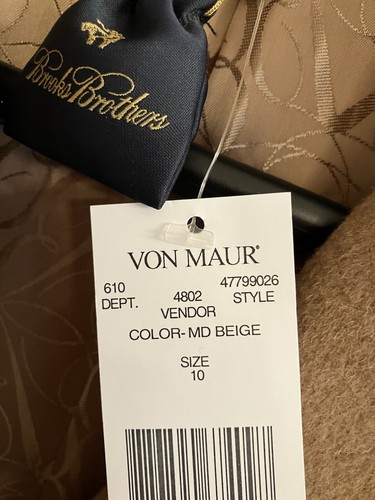 Brooks Brothers
VON MAUR®
610 4802 47799026
DEPT. VENDOR STYLE
COLOR- MD BEIGE
SIZE
10